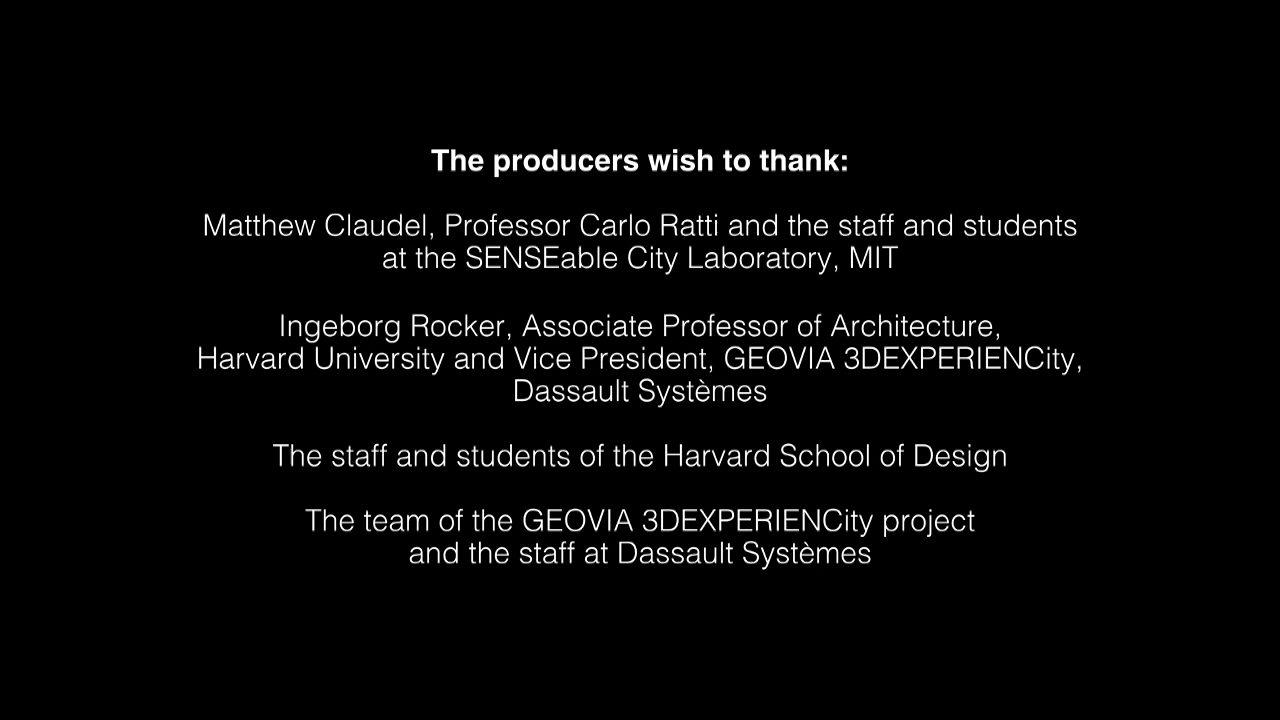 The producers wish to thank:
Matthew Claudel, Professor Carlo Ratti and the staff and students
at the SENSEable City Laboratory, MIT
Ingeborg Rocker, Associate Professor of Architecture,
Harvard University and Vice President, GEOVIA 3DEXPERIENCity,
Dassault Systèmes
The staff and students of the Harvard School of Design
The team of the GEOVIA 3DEXPERIENCity project
and the staff at Dassault Systèmes